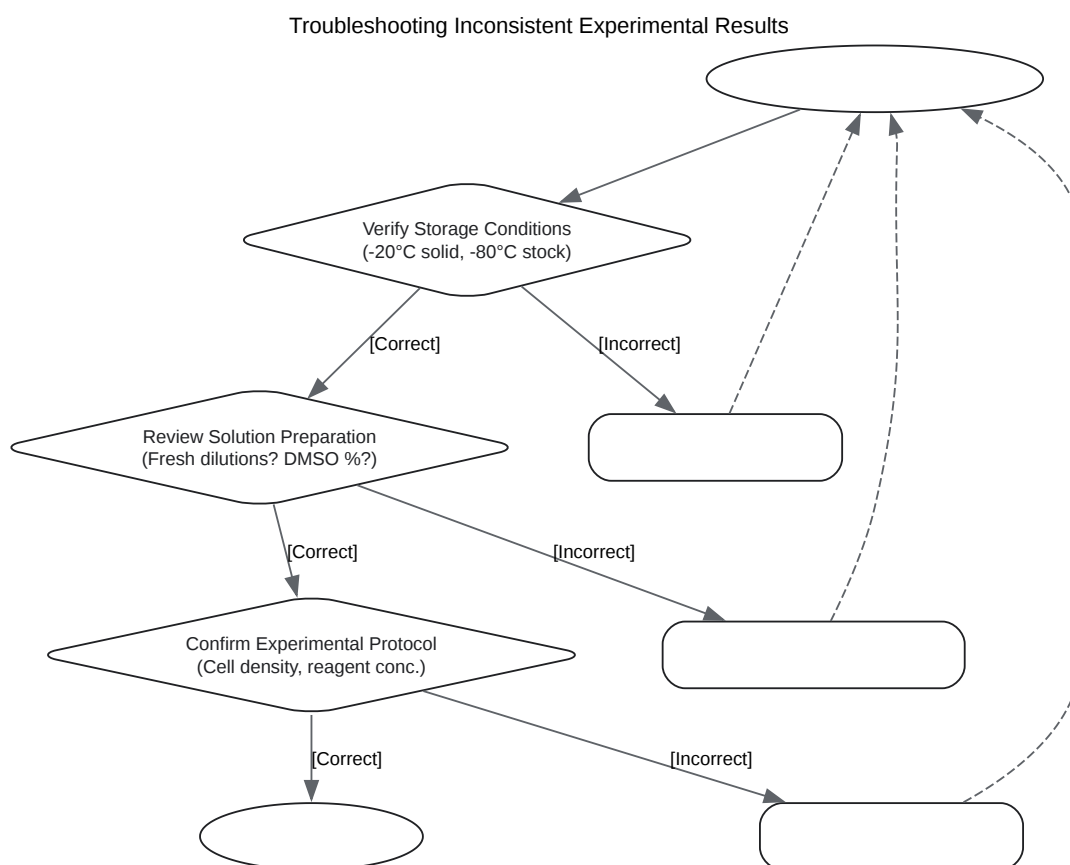 Troubleshooting Inconsistent Experimental Results
Verify Storage Conditions
(-20°C solid, -80°C stock)
[Correct]
[Incorrect]
Review Solution Preparation
(Fresh dilutions? DMSO %?)
[Correct]
[Incorrect]
Confirm Experimental Protocol
(Cell density, reagent conc.)
[Correct]
[Incorrect]